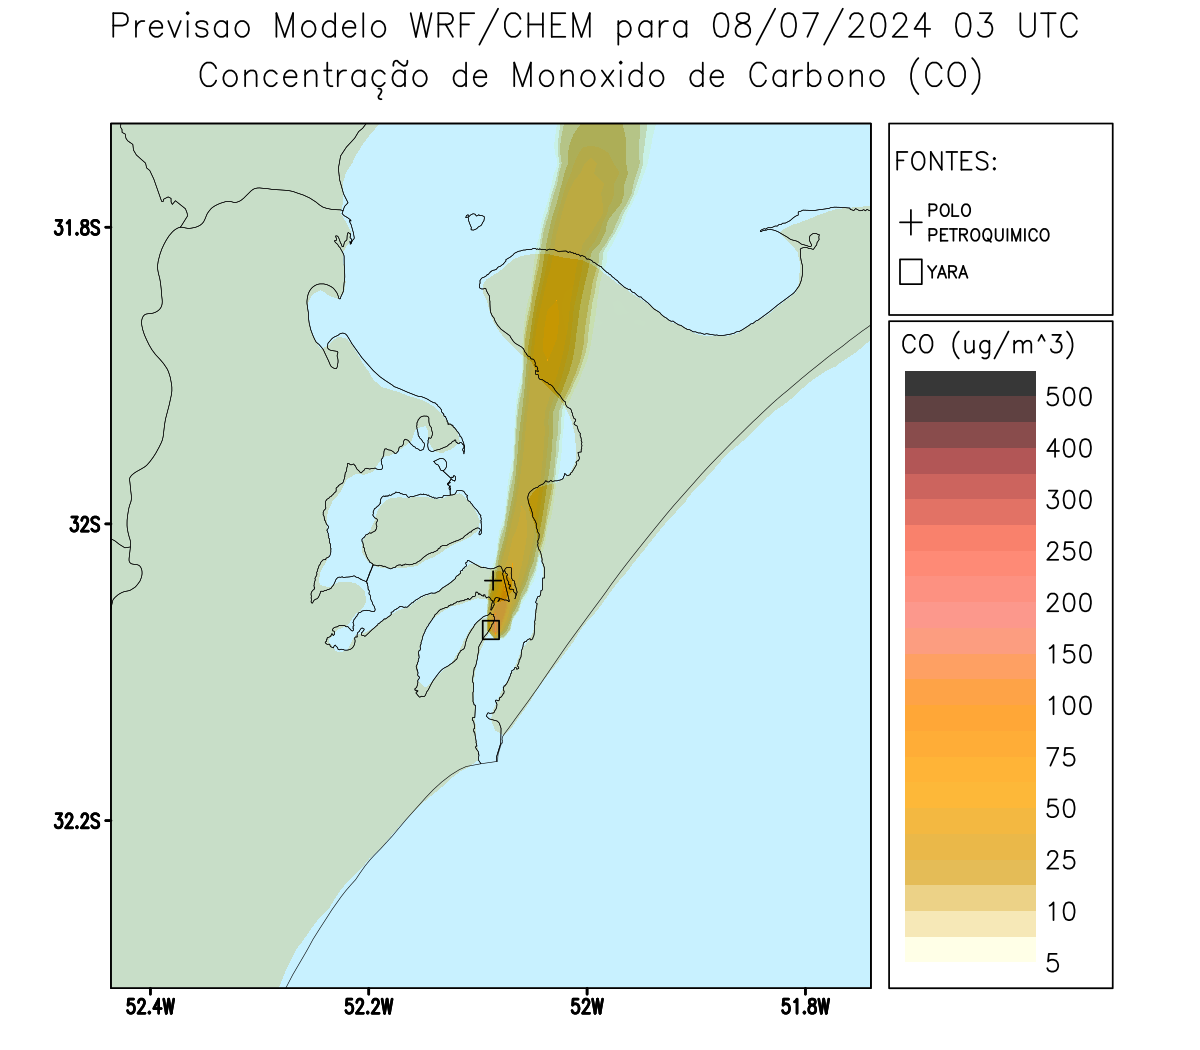 Previsao Modelo WRF/CHEM para 08/07/2024 03 UTC
Concentração de Monoxido de Carbono (CO)
FONTES:
POLO
PETROQUIMICO
YARA
31.8S
32S
32.2S
52.4W
52.2W
52W
51.8W
CO (ug/m^3)
500
400
300
250
200
150
100
75
50
25
10
5